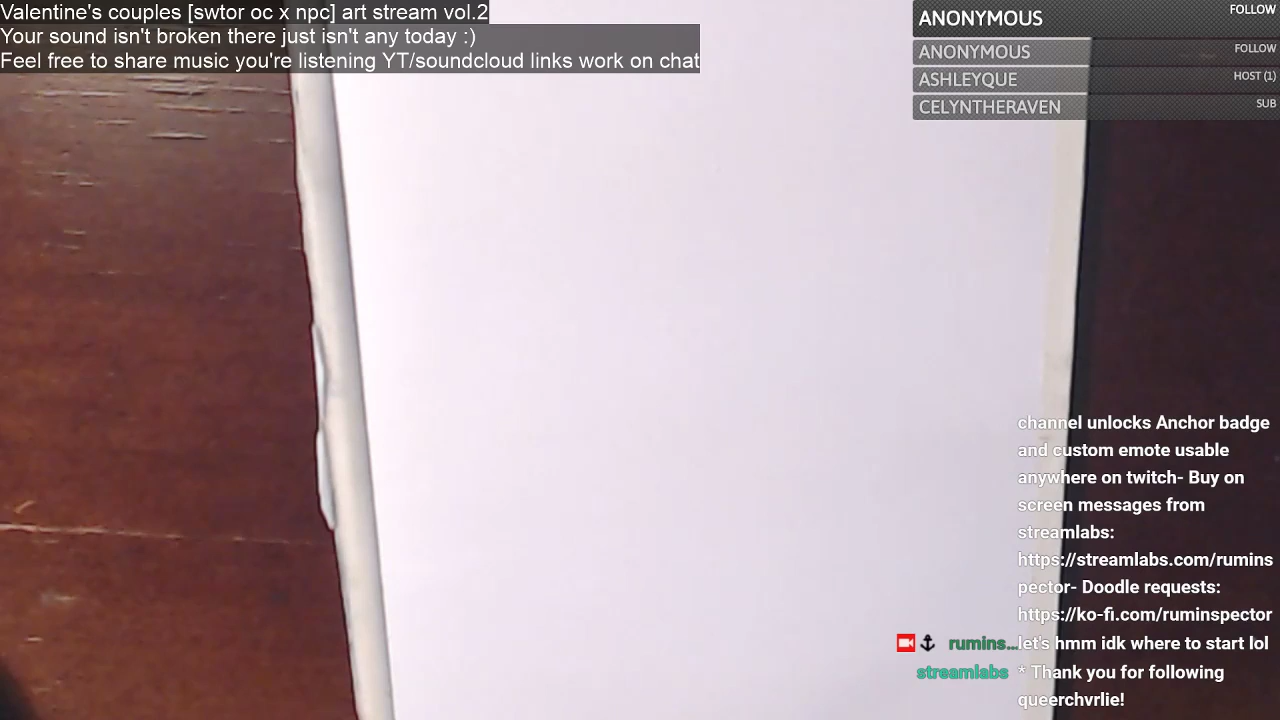 Valentine's couples [swtor oc x npc] art stream vol.2
Your sound isn't broken there just isn't any today :)
Feel free to share music you're listening YT/soundcloud links work on chat
ANONYMOUS FOLLOW
ANONYMOUS FOLLOW
ASHLEYQUE HOST (1)
CELYNTHERAVEN SUB
channel unlocks Anchor badge
and custom emote usable
anywhere on twitch- Buy on
screen messages from
streamlabs:
https://streamlabs.com/rumins
pector- Doodle requests:
https://ko-fi.com/ruminspector
rumins... let's hmm idk where to start lol
streamlabs * Thank you for following
queerchvrlie!